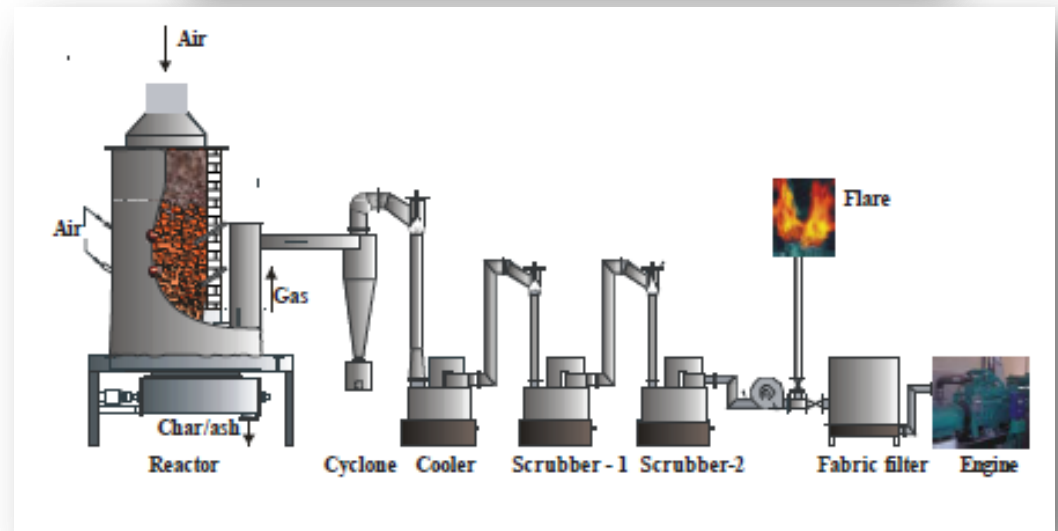 Air
Flare
Air
Gas
Char/ash
Reactor
Cyclone
Cooler
Scrubber - 1
Scrubber-2
Fabric filter
Engine